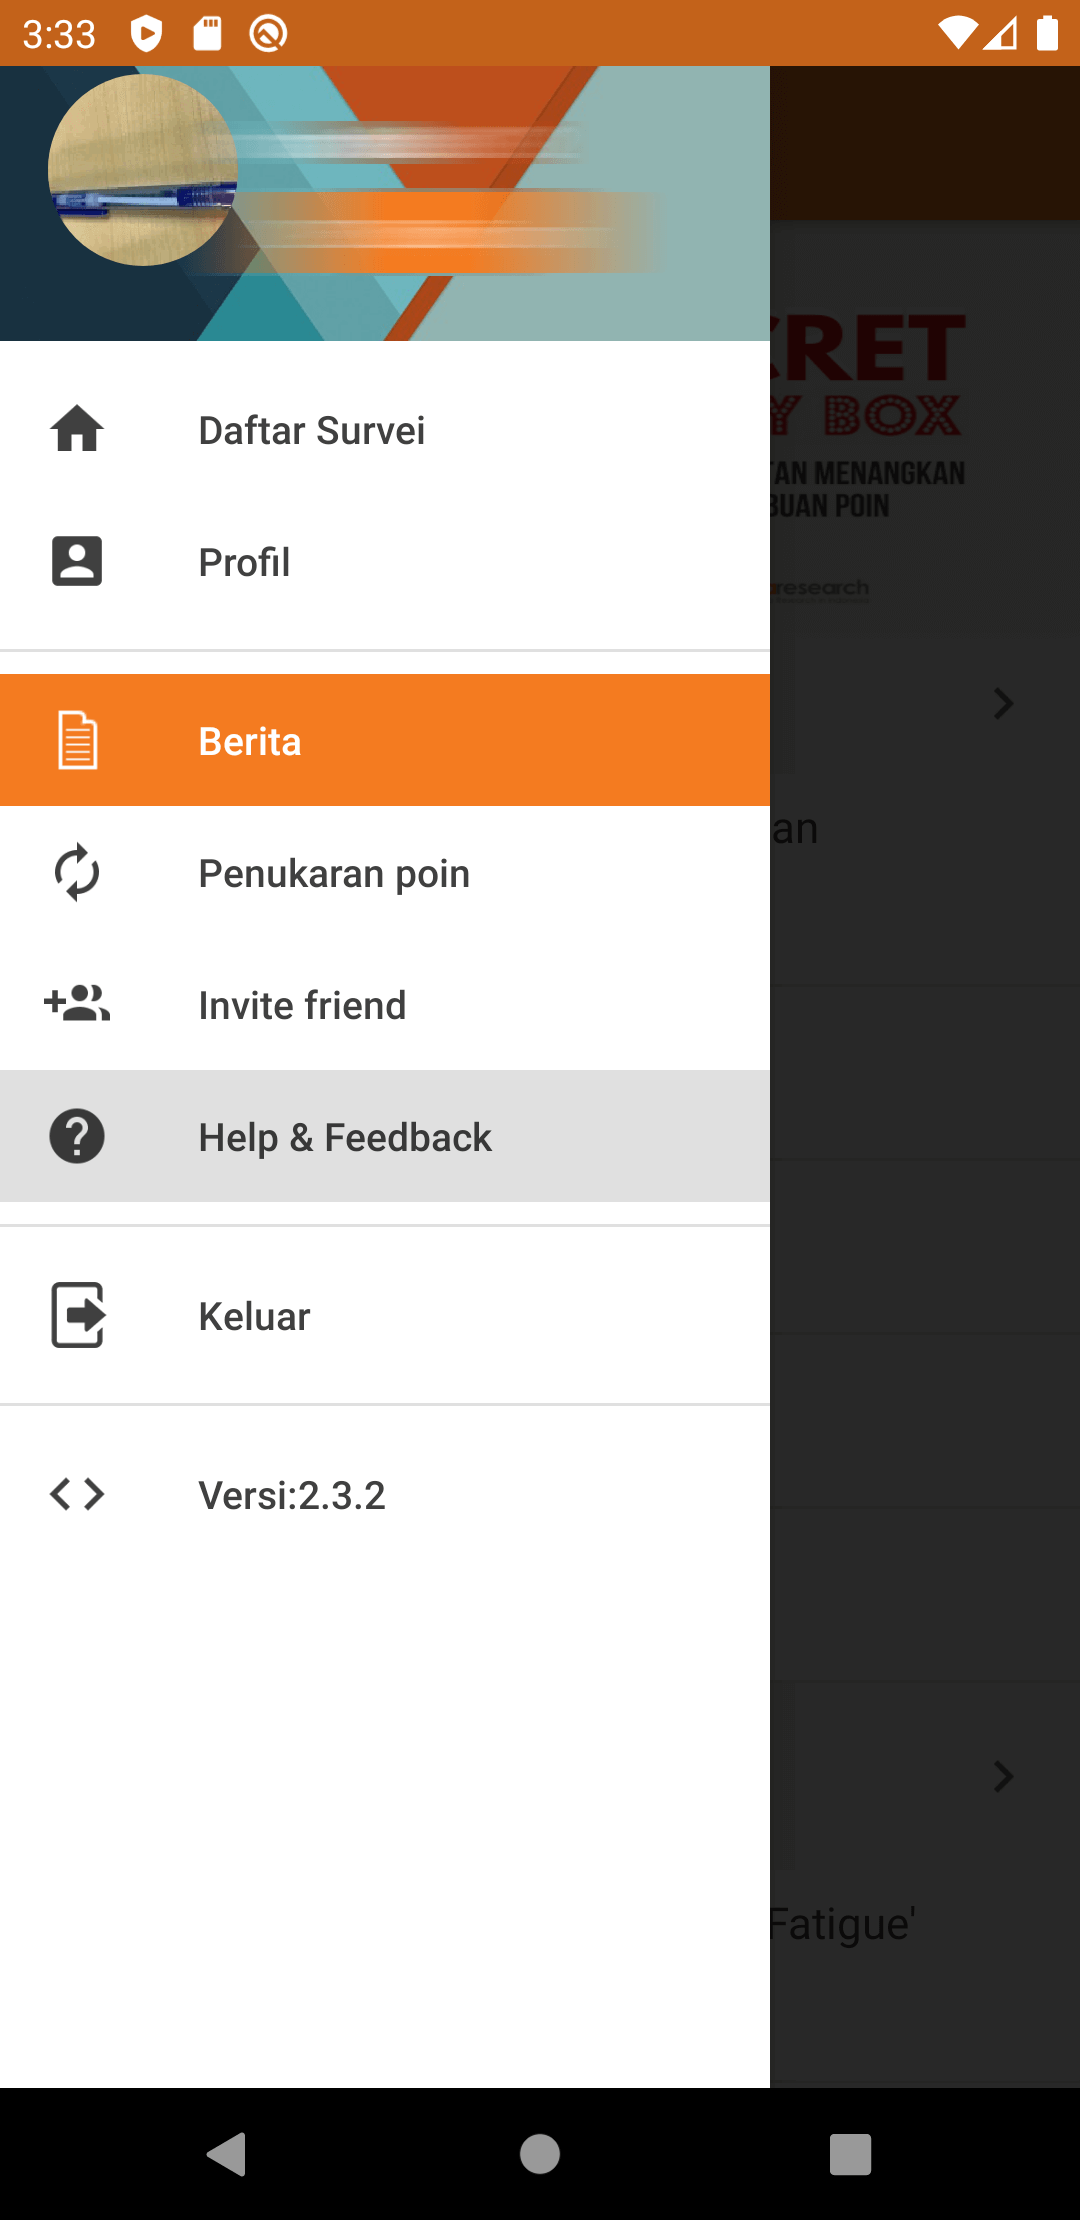 3:33
CRET
Y BOX
TAN MENANGKAN
BUAN POIN
research
Daftar Survei
Profil
Berita
an
Penukaran poin
Invite friend
Help & Feedback
Keluar
Versi:2.3.2
Fatigue'